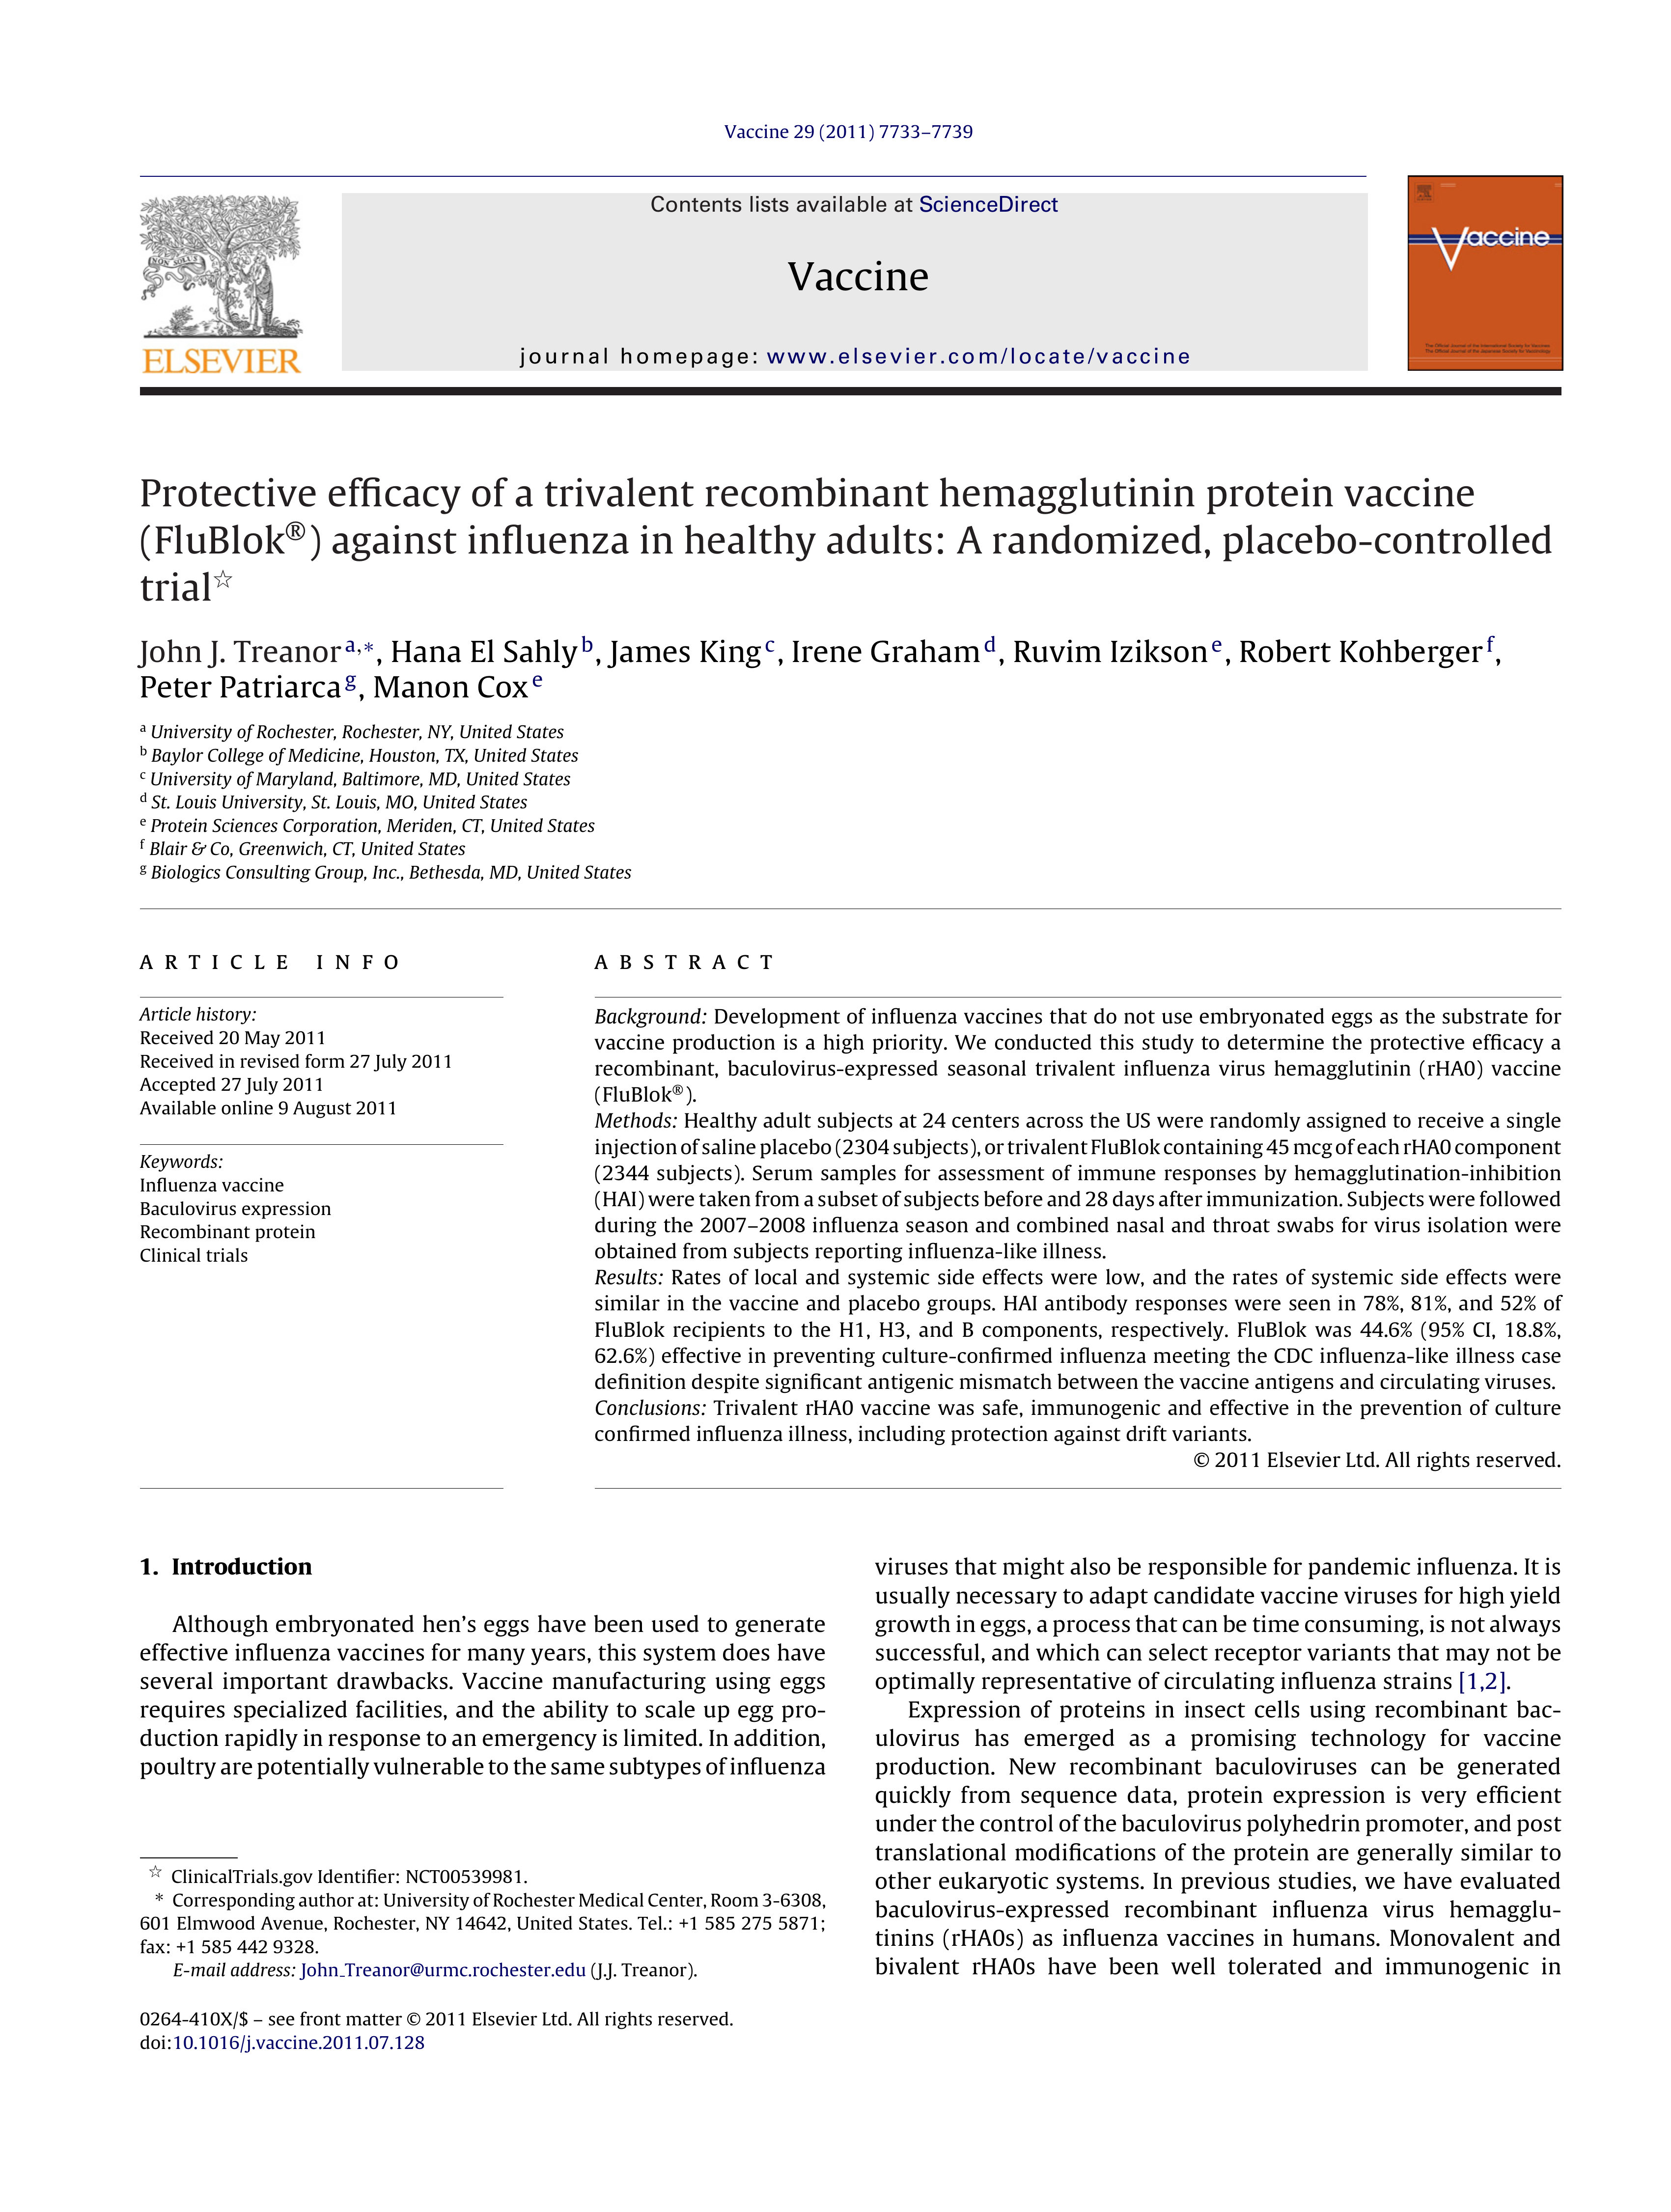 Vaccine 29 (2011) 7733–7739
Contents lists available at ScienceDirect
Vaccine
journal homepage: www.elsevier.com/locate/vaccine
NON SOLUS
ELSEVIER
Vaccine
Protective efficacy of a trivalent recombinant hemagglutinin protein vaccine
(FluBlok®) against influenza in healthy adults: A randomized, placebo-controlled
trial☆
John J. Treanor a,∗, Hana El Sahly b, James King c, Irene Graham d, Ruvim Izikson e, Robert Kohberger f,
Peter Patriarca g, Manon Cox e
a University of Rochester, Rochester, NY, United States
b Baylor College of Medicine, Houston, TX, United States
c University of Maryland, Baltimore, MD, United States
d St. Louis University, St. Louis, MO, United States
e Protein Sciences Corporation, Meriden, CT, United States
f Blair & Co, Greenwich, CT, United States
g Biologics Consulting Group, Inc., Bethesda, MD, United States
ARTICLE INFO
Article history:
Received 20 May 2011
Received in revised form 27 July 2011
Accepted 27 July 2011
Available online 9 August 2011
Keywords:
Influenza vaccine
Baculovirus expression
Recombinant protein
Clinical trials
ABSTRACT
Background: Development of influenza vaccines that do not use embryonated eggs as the substrate for
vaccine production is a high priority. We conducted this study to determine the protective efficacy a
recombinant, baculovirus-expressed seasonal trivalent influenza virus hemagglutinin (rHA0) vaccine
(FluBlok®).
Methods: Healthy adult subjects at 24 centers across the US were randomly assigned to receive a single
injection of saline placebo (2304 subjects), or trivalent FluBlok containing 45 mcg of each rHA0 component
(2344 subjects). Serum samples for assessment of immune responses by hemagglutination-inhibition
(HAI) were taken from a subset of subjects before and 28 days after immunization. Subjects were followed
during the 2007–2008 influenza season and combined nasal and throat swabs for virus isolation were
obtained from subjects reporting influenza-like illness.
Results: Rates of local and systemic side effects were low, and the rates of systemic side effects were
similar in the vaccine and placebo groups. HAI antibody responses were seen in 78%, 81%, and 52% of
FluBlok recipients to the H1, H3, and B components, respectively. FluBlok was 44.6% (95% CI, 18.8%,
62.6%) effective in preventing culture-confirmed influenza meeting the CDC influenza-like illness case
definition despite significant antigenic mismatch between the vaccine antigens and circulating viruses.
Conclusions: Trivalent rHA0 vaccine was safe, immunogenic and effective in the prevention of culture
confirmed influenza illness, including protection against drift variants.
© 2011 Elsevier Ltd. All rights reserved.
1. Introduction
Although embryonated hen's eggs have been used to generate
effective influenza vaccines for many years, this system does have
several important drawbacks. Vaccine manufacturing using eggs
requires specialized facilities, and the ability to scale up egg pro-
duction rapidly in response to an emergency is limited. In addition,
poultry are potentially vulnerable to the same subtypes of influenza
viruses that might also be responsible for pandemic influenza. It is
usually necessary to adapt candidate vaccine viruses for high yield
growth in eggs, a process that can be time consuming, is not always
successful, and which can select receptor variants that may not be
optimally representative of circulating influenza strains [1,2].
Expression of proteins in insect cells using recombinant bac-
ulovirus has emerged as a promising technology for vaccine
production. New recombinant baculoviruses can be generated
quickly from sequence data, protein expression is very efficient
under the control of the baculovirus polyhedrin promoter, and post
translational modifications of the protein are generally similar to
other eukaryotic systems. In previous studies, we have evaluated
baculovirus-expressed recombinant influenza virus hemagglu-
tinins (rHA0s) as influenza vaccines in humans. Monovalent and
bivalent rHA0s have been well tolerated and immunogenic in
☆ ClinicalTrials.gov Identifier: NCT00539981.
∗ Corresponding author at: University of Rochester Medical Center, Room 3-6308,
601 Elmwood Avenue, Rochester, NY 14642, United States. Tel.: +1 585 275 5871;
fax: +1 585 442 9328.
E-mail address: John_Treanor@urmc.rochester.edu (J.J. Treanor).
0264-410X/$ – see front matter © 2011 Elsevier Ltd. All rights reserved.
doi:10.1016/j.vaccine.2011.07.128